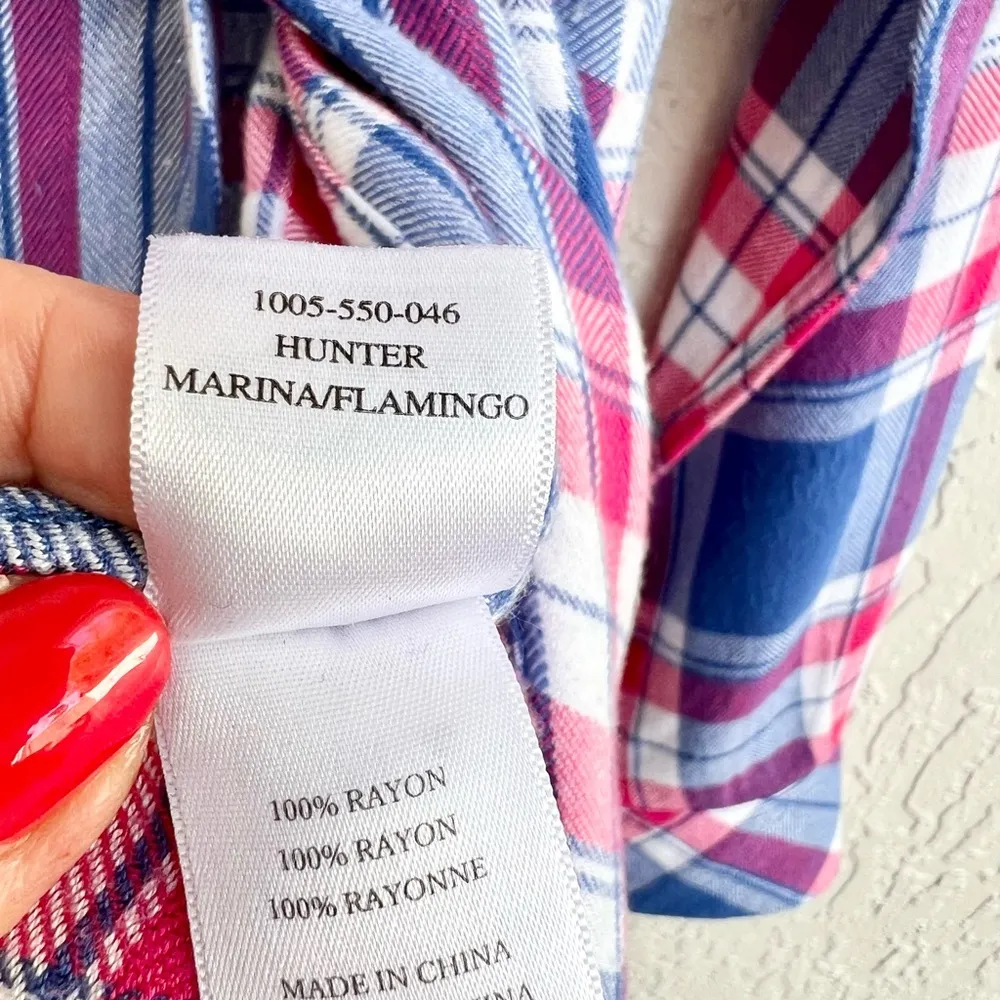 1005-550-046
HUNTER
MARINA/FLAMINGO
100% RAYON
100% RAYON
100% RAYONNE
MADE IN CHINA